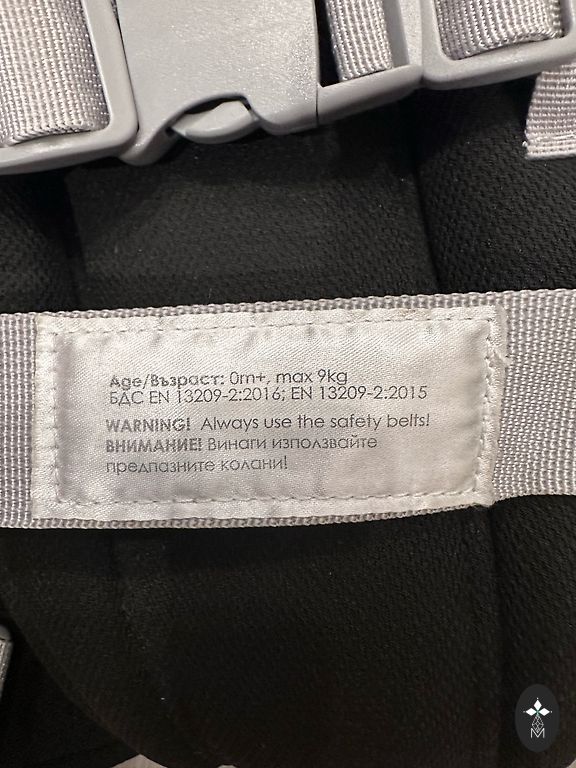 Age/Възраст: 0m+, max 9kg
БДС EN 13209-2:2016; EN 13209-2:2015
WARNING! Always use the safety belts!
ВНИМАНИЕ! Винаги използвайте
предпазните колани!